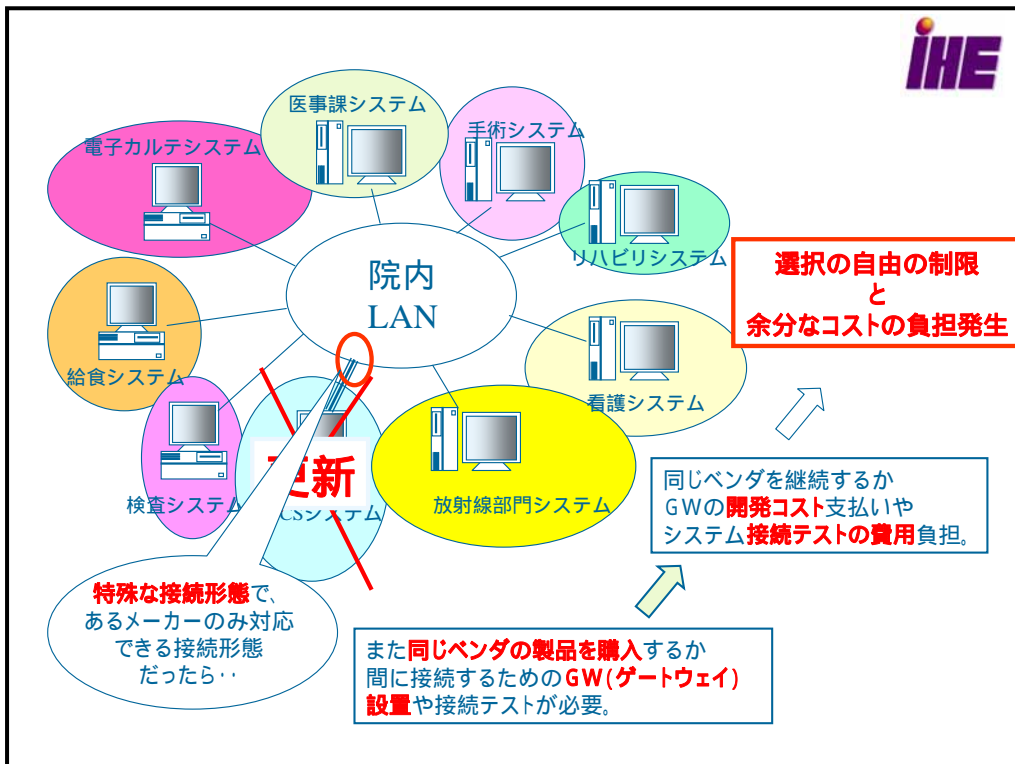 IHE
医事課システム
手術システム
電子カルテシステム
リハビリシステム
院内
LAN
選択の自由の制限
と
余分なコストの負担発生
給食システム
看護システム
更新
検査システム
CSシステム
放射線部門システム
同じベンダを継続するか
GWの開発コスト支払いや
システム接続テストの費用負担。
特殊な接続形態で、
あるメーカーのみ対応
できる接続形態
だったら‥
また同じベンダの製品を購入するか
間に接続するためのGW(ゲートウェイ)
設置や接続テストが必要。